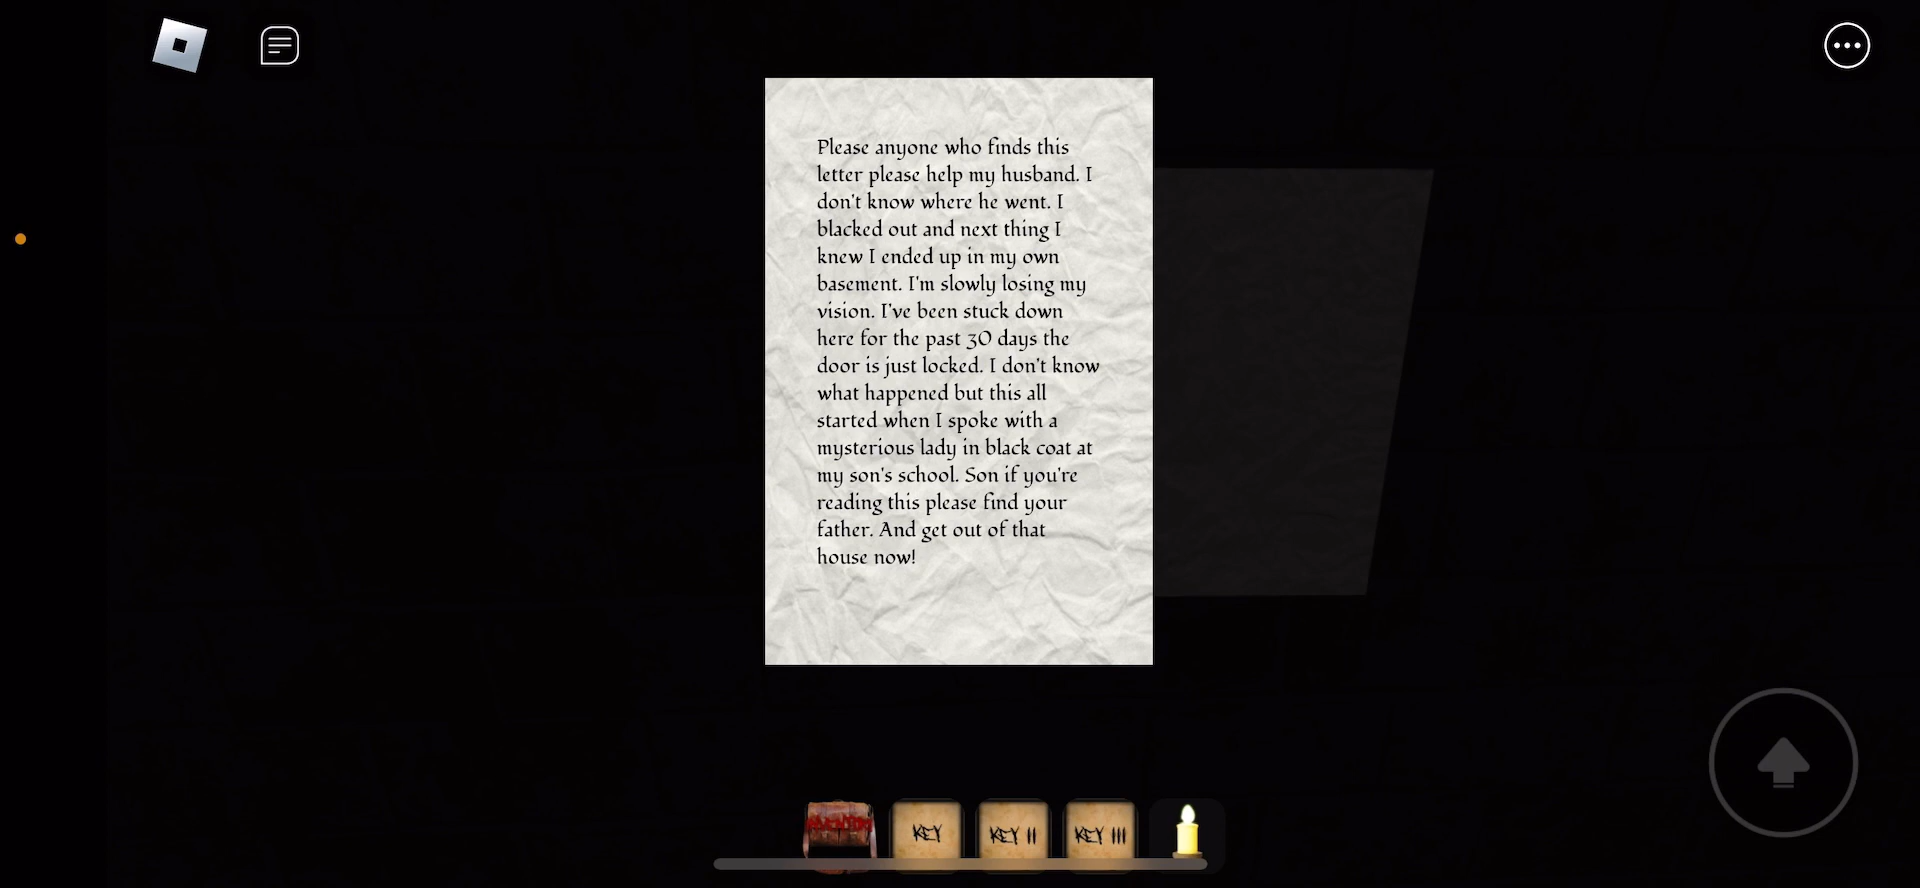 Please anyone who finds this
letter please help my husband. I
don't know where he went. I
blacked out and next thing I
knew I ended up in my own
basement. I'm slowly losing my
vision. I've been stuck down
here for the past 30 days the
door is just locked. I don't know
what happened but this all
started when I spoke with a
mysterious lady in black coat at
my son's school. Son if you're
reading this please find your
father. And get out of that
house now!
KEY
KEY II
KEY III